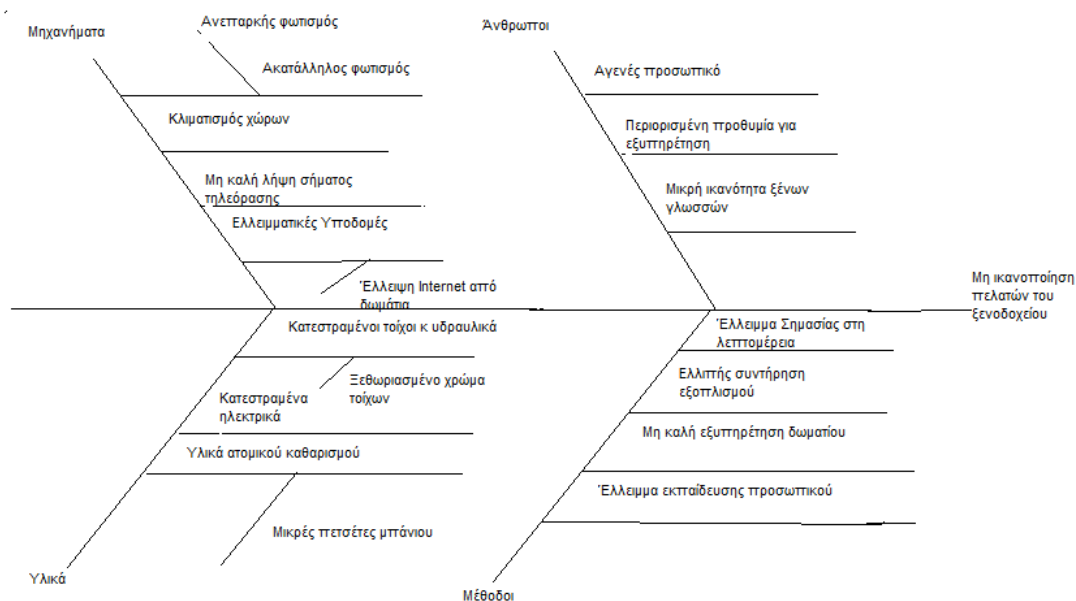 Μηχανήματα
Ανεπαρκής φωτισμός
Ακατάλληλος φωτισμός
Κλιματισμός χώρων
Μη καλή λήψη σήματος
τηλεόρασης
Ελλειμματικές Υποδομές
Έλλειψη Internet από
δωμάτια
Άνθρωποι
Αγενές προσωπικό
Περιορισμένη προθυμία για
εξυπηρέτηση
Μικρή ικανότητα ξένων
γλωσσών
Μη ικανοποίηση
πελατών του
ξενοδοχείου
Κατεστραμένοι τοίχοι κ υδραυλικά
Ξεθωριασμένο χρώμα
τοίχων
Κατεστραμένα
ηλεκτρικά
Υλικά ατομικού καθαρισμού
Μικρές πετσέτες μπάνιου
Υλικά
Έλλειμμα Σημασίας στη
λεπτομέρεια
Ελλιπής συντήρηση
εξοπλισμού
Μη καλή εξυπηρέτηση δωματίου
Έλλειμμα εκπαίδευσης προσωπικού
Μέθοδοι